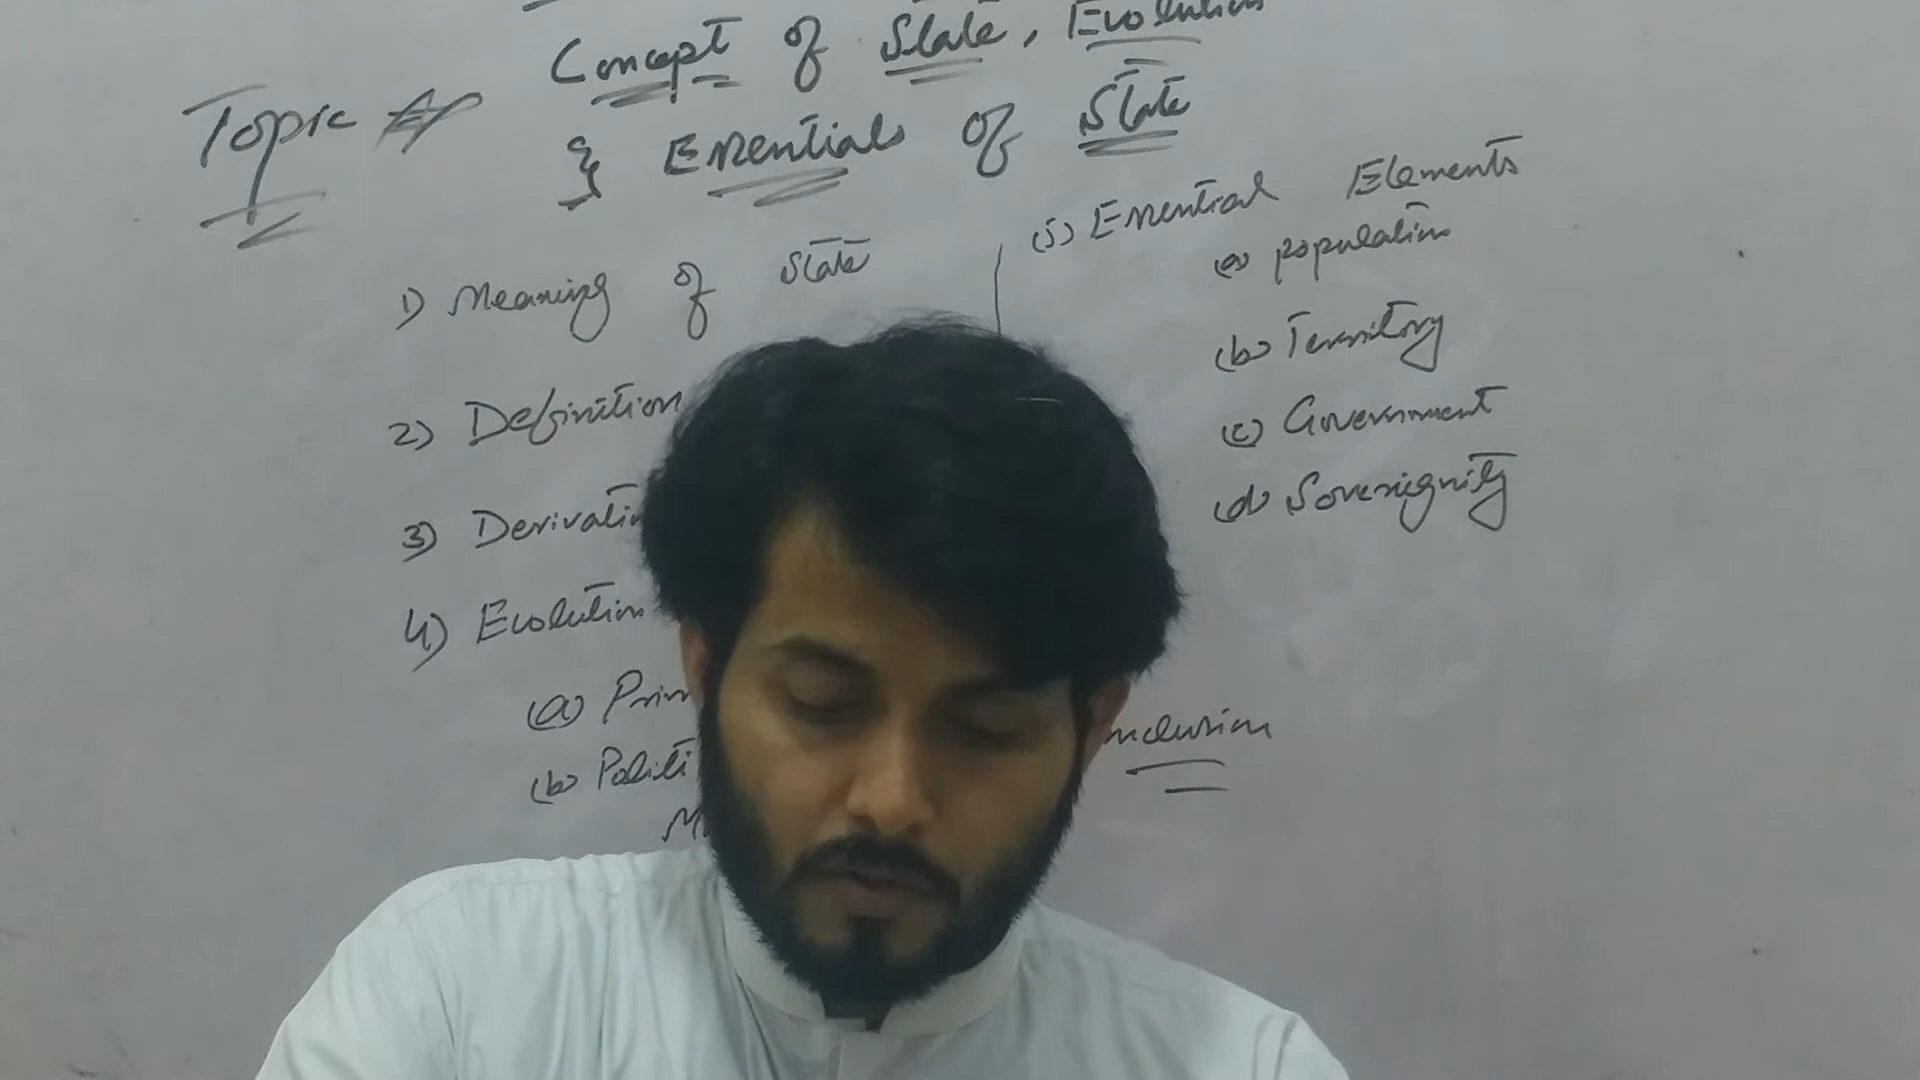 Concept of State, Evolution
Topic
& Essentials of State
1) Meaning of State
2) Definition
3) Derivation
4) Evolution
(a) Prim
(b) Politi
M
(5) Essential Elements
(a) population
(b) Territory
(c) Government
(d) Soveriegnity
nclusion